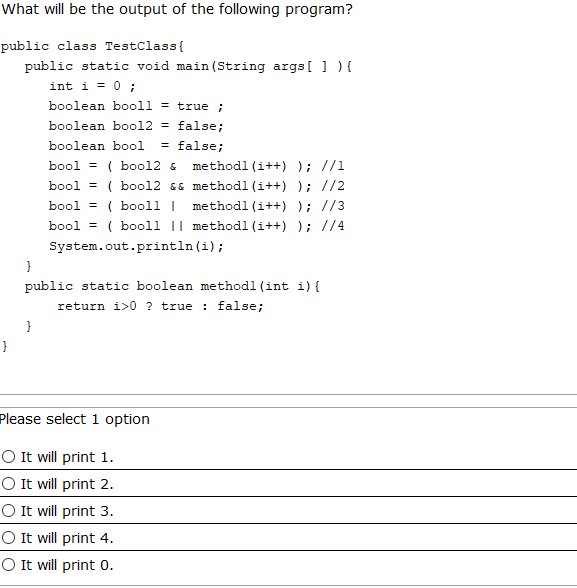 What will be the output of the following program?
public class TestClass{
public static void main(String args[ ] ){
int i = 0 ;
boolean bool1 = true ;
boolean bool2 = false;
boolean bool  = false;
bool = ( bool2 &  method1(i++) ); //1
bool = ( bool2 && method1(i++) ); //2
bool = ( bool1 |  method1(i++) ); //3
bool = ( bool1 || method1(i++) ); //4
System.out.println(i);
}
public static boolean method1(int i){
return i>0 ? true : false;
}
}
Please select 1 option
It will print 1.
It will print 2.
It will print 3.
It will print 4.
It will print 0.